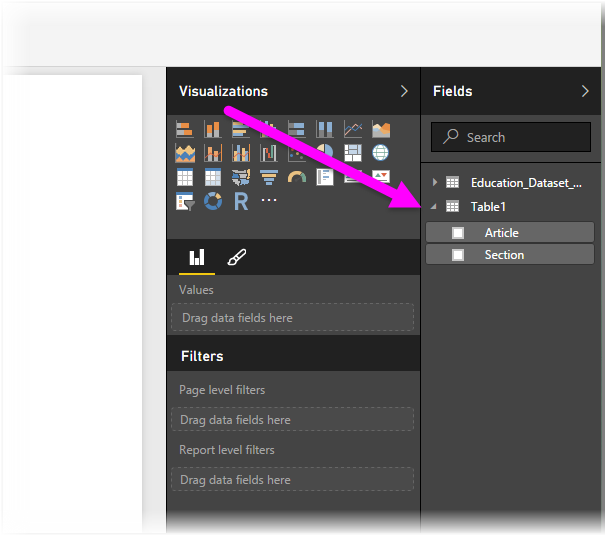 Visualizations
R
Values
Drag data fields here
Filters
Page level filters
Drag data fields here
Report level filters
Drag data fields here
Fields
Search
Education_Dataset_...
Table1
Article
Section